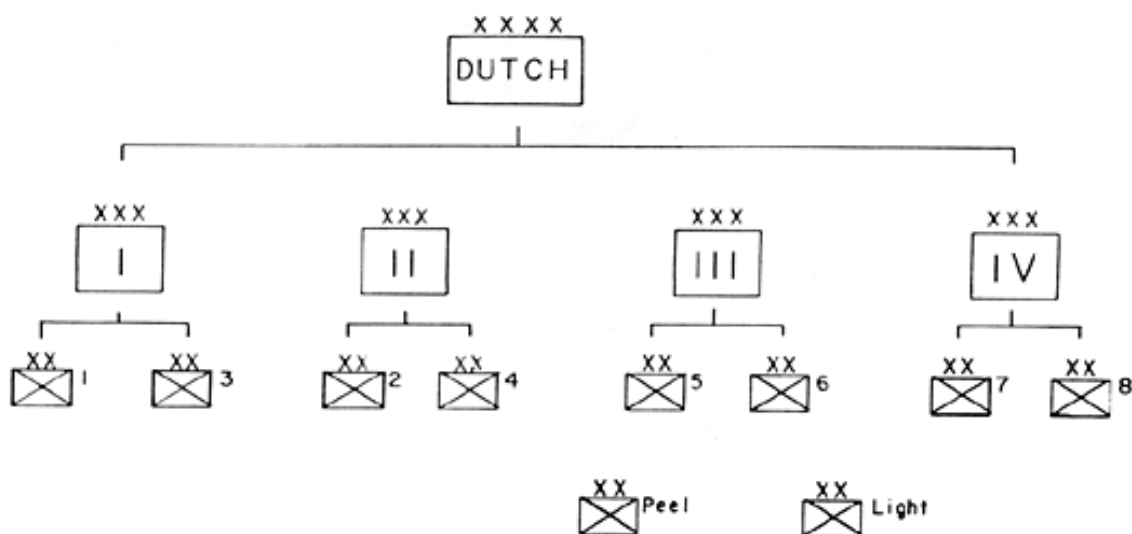 X X X X
DUTCH
XXX XXX XXX XXX
I II III IV
XX XX XX XX XX XX XX XX
1 3 2 4 5 6 7 8
XX XX
Peel Light